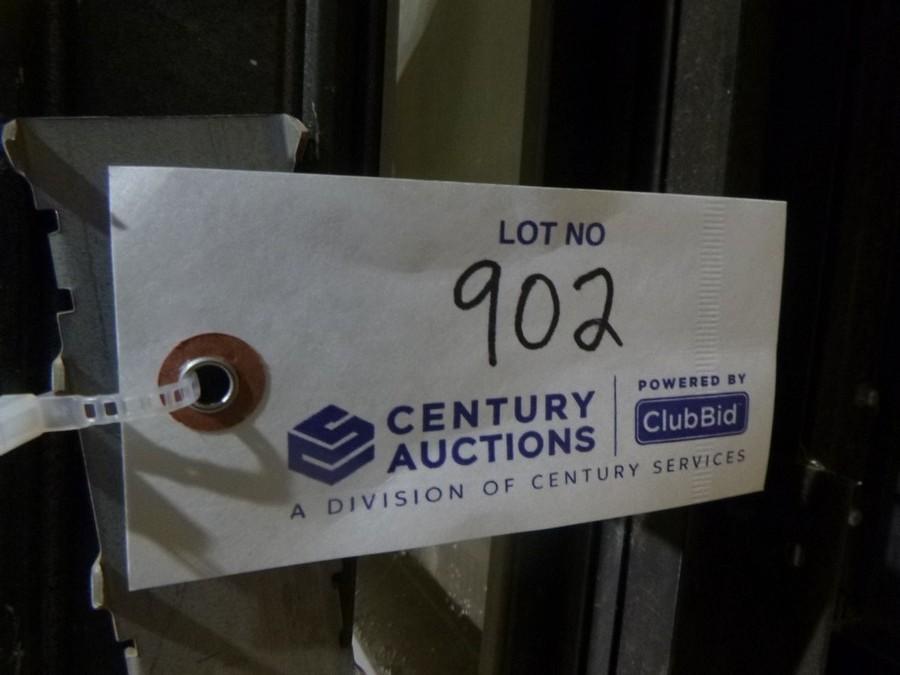 LOT NO
902
CENTURY
AUCTIONS
POWERED BY
ClubBid
A DIVISION OF CENTURY SERVICES